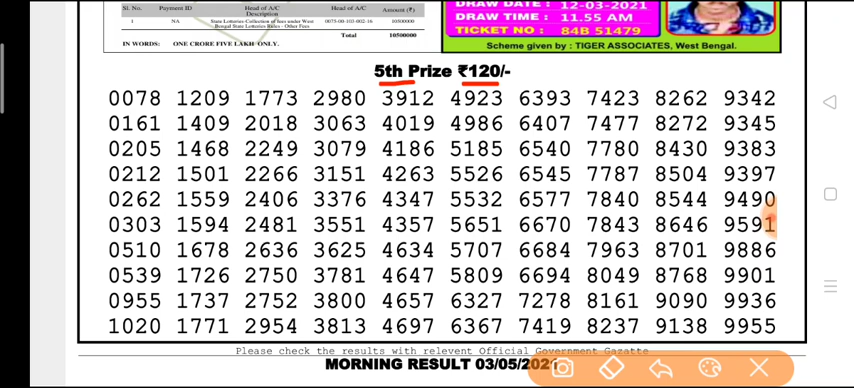 Sl. No. Payment ID Head of A/C Description Head of A/C Amount (₹)
1 NA State Lotteries-Collection of fees under West Bengal State Lotteries Rules - Other Fees 0075-00-103-002-16 10500000
Total 10500000
IN WORDS: ONE CRORE FIVE LAKH ONLY.
DRAW DATE : 12-03-2021
DRAW TIME : 11.55 AM
TICKET NO : 84B 51479
Scheme given by : TIGER ASSOCIATES, West Bengal.
5th Prize ₹120/-
0078 1209 1773 2980 3912 4923 6393 7423 8262 9342
0161 1409 2018 3063 4019 4986 6407 7477 8272 9345
0205 1468 2249 3079 4186 5185 6540 7780 8430 9383
0212 1501 2266 3151 4263 5526 6545 7787 8504 9397
0262 1559 2406 3376 4347 5532 6577 7840 8544 9490
0303 1594 2481 3551 4357 5651 6670 7843 8646 9591
0510 1678 2636 3625 4634 5707 6684 7963 8701 9886
0539 1726 2750 3781 4647 5809 6694 8049 8768 9901
0955 1737 2752 3800 4657 6327 7278 8161 9090 9936
1020 1771 2954 3813 4697 6367 7419 8237 9138 9955
Please check the results with relevent Official Government Gazatte
MORNING RESULT 03/05/2021